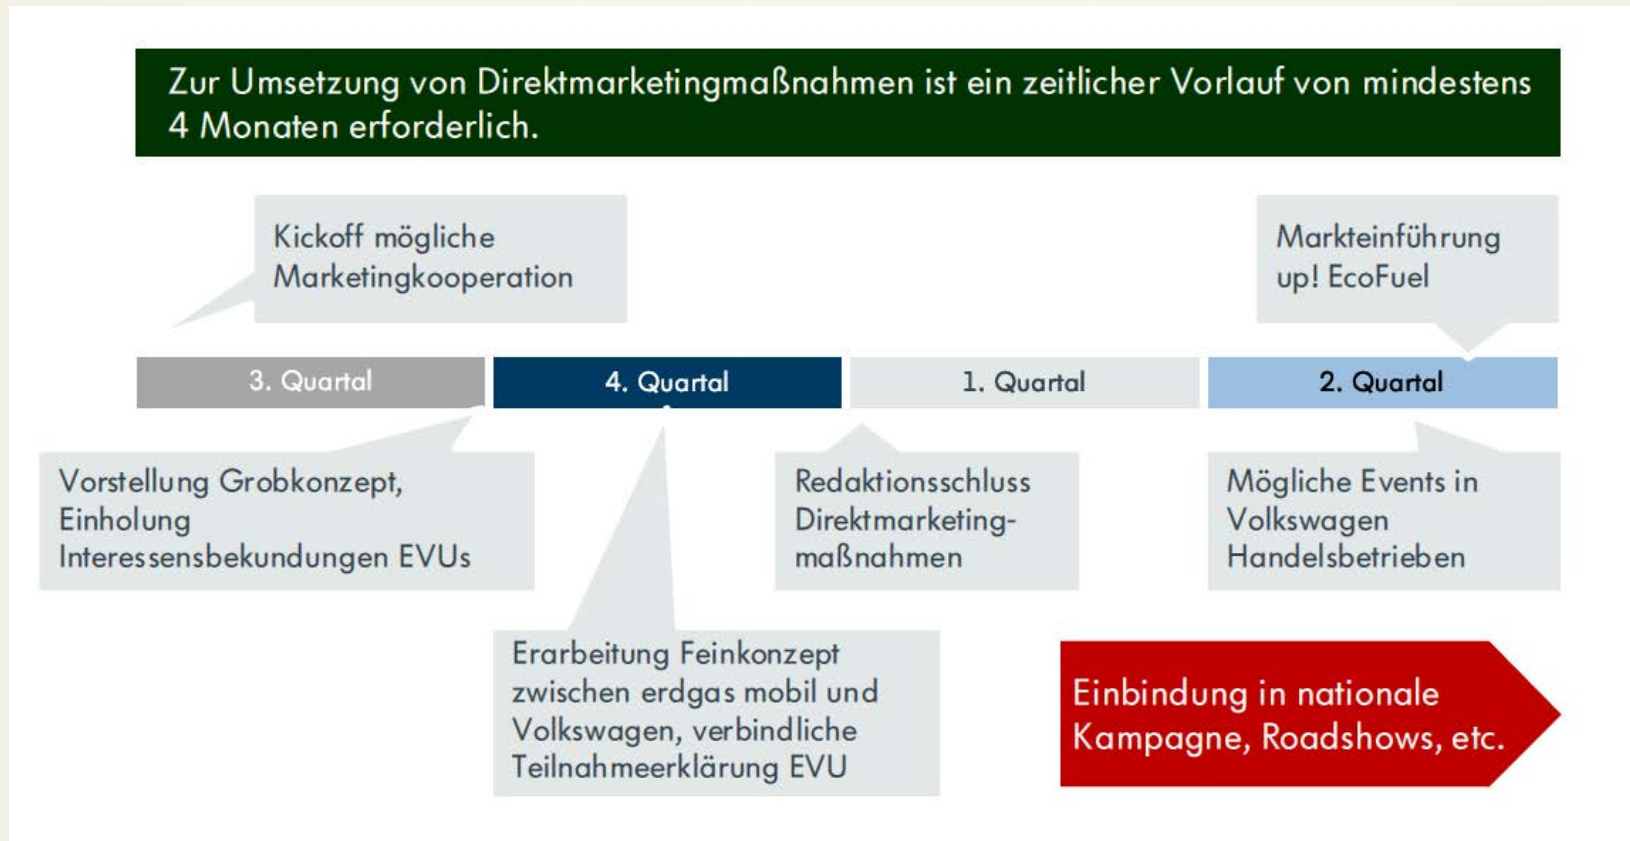 Zur Umsetzung von Direktmarketingmaßnahmen ist ein zeitlicher Vorlauf von mindestens
4 Monaten erforderlich.
Kickoff mögliche
Marketingkooperation
Markteinführung
up! EcoFuel
3. Quartal
4. Quartal
1. Quartal
2. Quartal
Vorstellung Grobkonzept,
Einholung
Interessensbekundungen EVUs
Redaktionsschluss
Direktmarketing-
maßnahmen
Mögliche Events in
Volkswagen
Handelsbetrieben
Erarbeitung Feinkonzept
zwischen erdgas mobil und
Volkswagen, verbindliche
Teilnahmeerklärung EVU
Einbindung in nationale
Kampagne, Roadshows, etc.